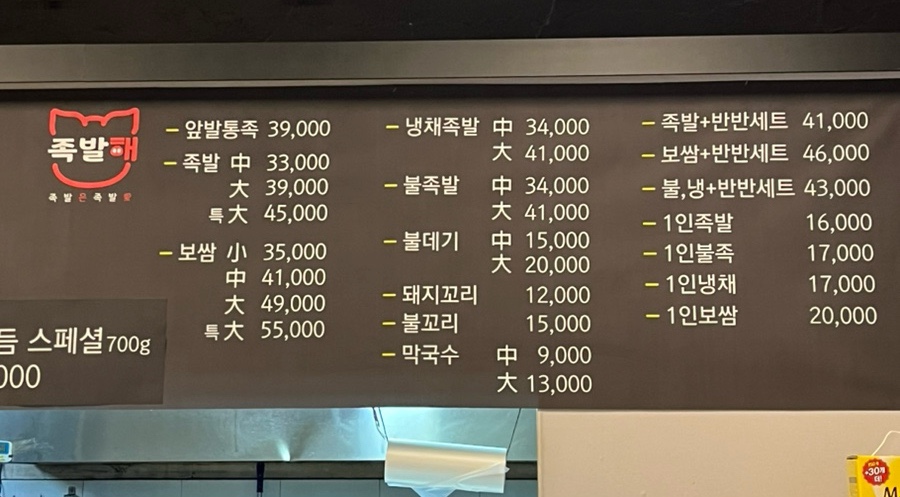 족발해
족발은 족발愛
앞발통족 39,000
족발 中 33,000
大 39,000
특大 45,000
보쌈 小 35,000
中 41,000
大 49,000
특大 55,000
스페셜 700g
000
냉채족발 中 34,000
大 41,000
불족발 中 34,000
大 41,000
불데기 中 15,000
大 20,000
돼지꼬리 12,000
불꼬리 15,000
막국수 中 9,000
大 13,000
족발+반반세트 41,000
보쌈+반반세트 46,000
불,냉+반반세트 43,000
1인족발 16,000
1인불족 17,000
1인냉채 17,000
1인보쌈 20,000
+30개
M